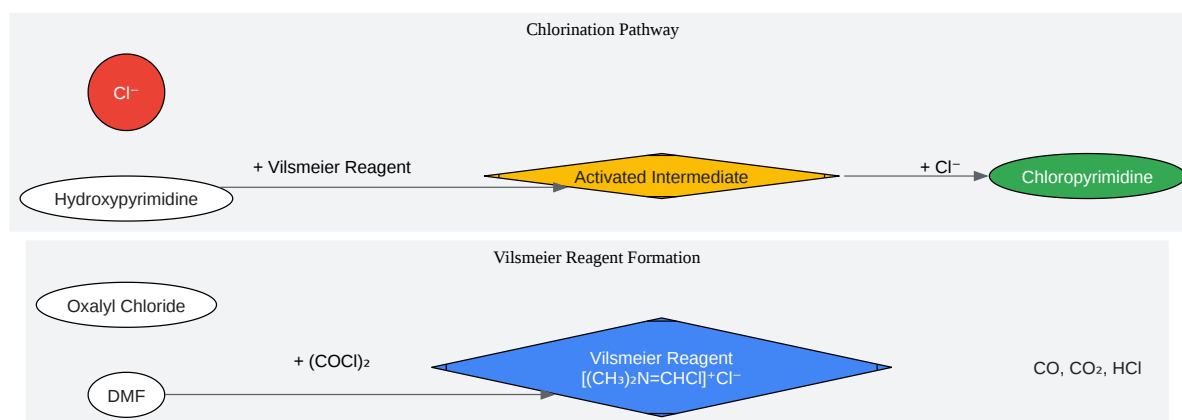 Chlorination Pathway
Cl⁻
+ Vilsmeier Reagent
+ Cl⁻
Hydroxypyrimidine
Activated Intermediate
Chloropyrimidine
Vilsmeier Reagent Formation
Oxalyl Chloride
+ (COCl)₂
Vilsmeier Reagent
[(CH₃)₂N=CHCl]⁺Cl⁻
CO, CO₂, HCl
DMF